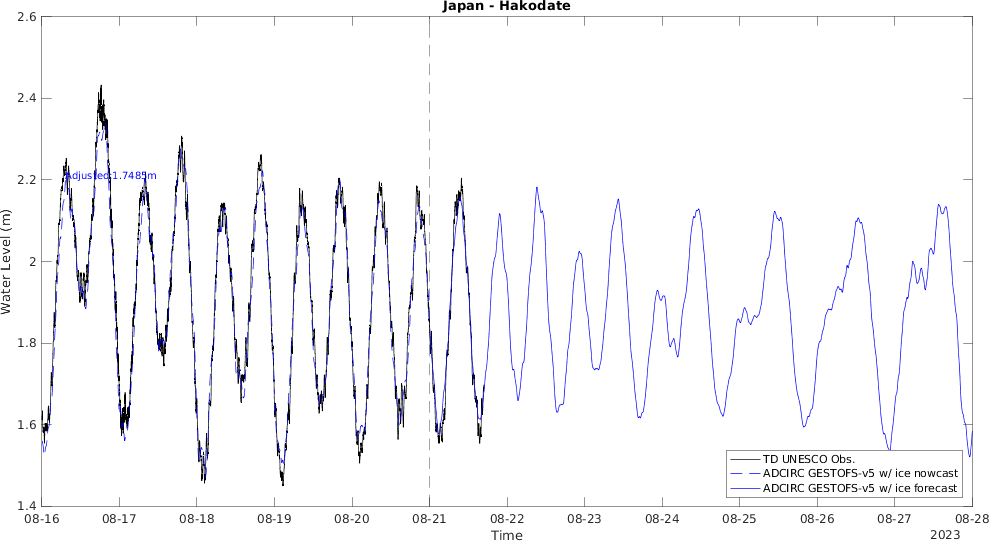 Japan - Hakodate
2.6
2.4
2.2
2
1.8
1.6
1.4
Water Level (m)
Adjusted:1.7485m
TD UNESCO Obs.
ADCIRC GESTOFS-v5 w/ ice nowcast
ADCIRC GESTOFS-v5 w/ ice forecast
08-16 08-17 08-18 08-19 08-20 08-21 08-22 08-23 08-24 08-25 08-26 08-27 08-28
Time
2023